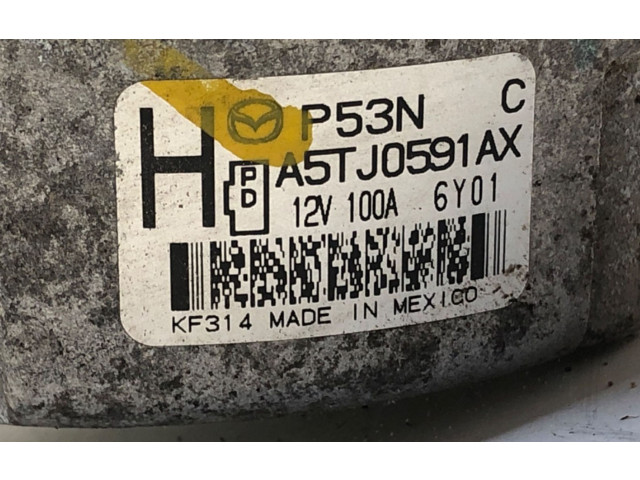 H P53N C
A5TJ0591AX
PD 12V 100A 6Y01
KF314 MADE IN MEXICO